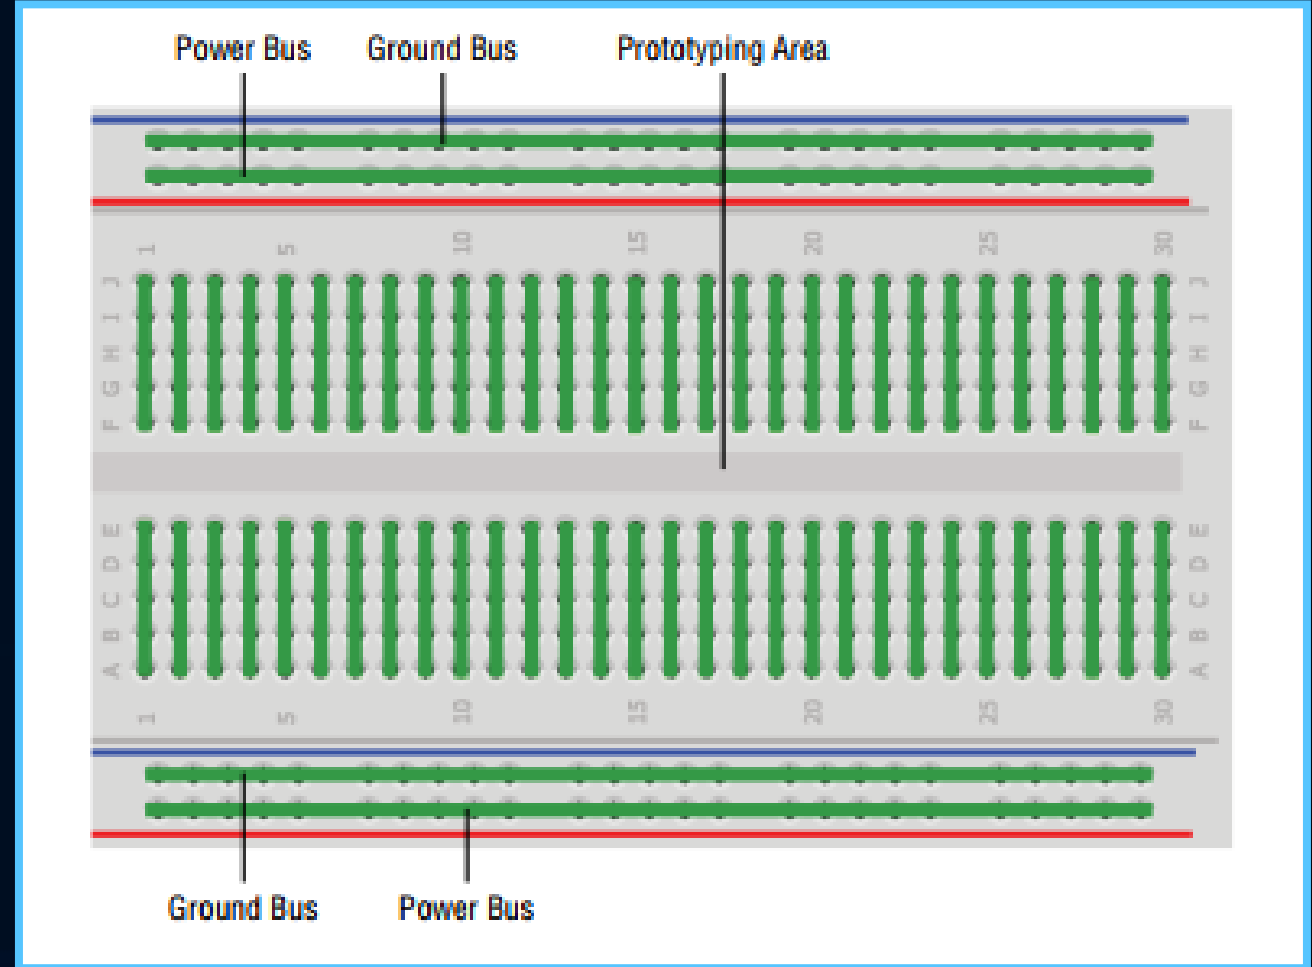 Power Bus Ground Bus Prototyping Area
1 5 10 15 20 25 30
J J
I I
H H
G G
F F
E E
D D
C C
B B
A A
1 5 10 15 20 25 30
Ground Bus Power Bus